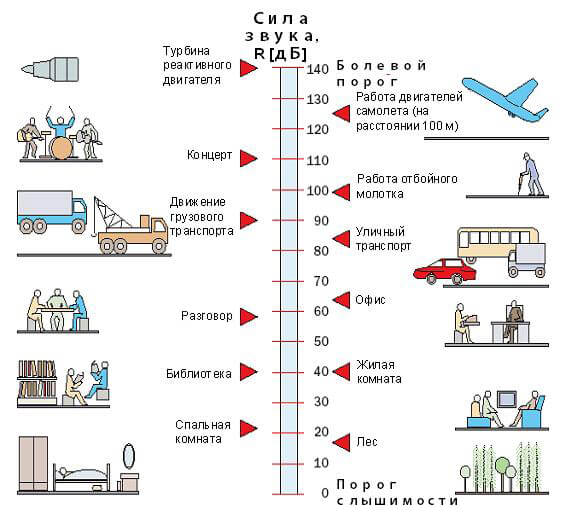 Сила
звука,
R [дБ]
Турбина
реактивного
двигателя
Концерт
Движение
грузового
транспорта
Разговор
Библиотека
Спальная
комната
140
130
120
110
100
90
80
70
60
50
40
30
20
10
0
Болевой
порог
Работа двигателей
самолета (на
расстоянии 100 м)
Работа отбойного
молотка
Уличный
транспорт
Офис
Жилая
комната
Лес
Порог
слышимости